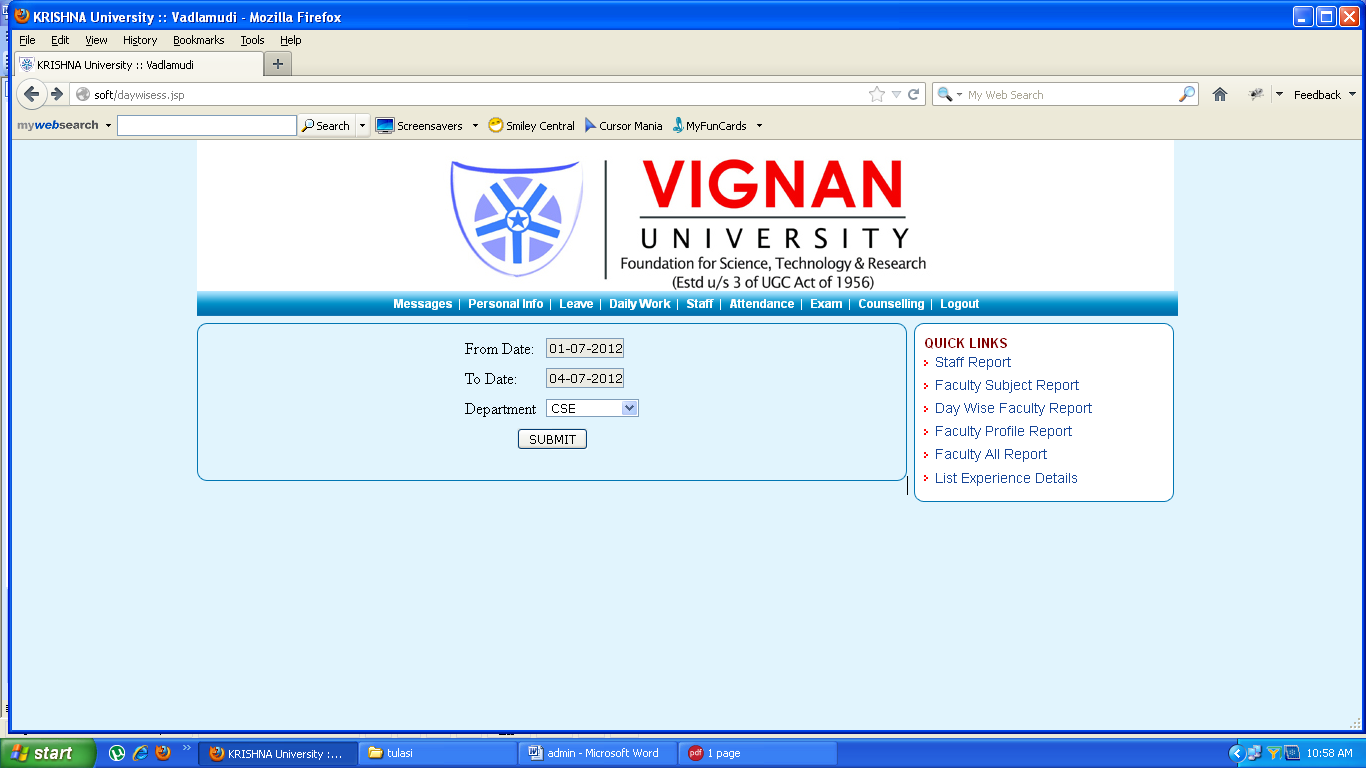 KRISHNA University :: Vadlamudi - Mozilla Firefox
File Edit View History Bookmarks Tools Help
KRISHNA University :: Vadlamudi
soft/daywisess.jsp My Web Search Feedback
mywebsearch Search Screensavers Smiley Central Cursor Mania MyFunCards
VIGNAN
UNIVERSITY
Foundation for Science, Technology & Research
(Estd u/s 3 of UGC Act of 1956)
Messages | Personal Info | Leave | Daily Work | Staff | Attendance | Exam | Counselling | Logout
From Date: 01-07-2012
To Date: 04-07-2012
Department CSE
SUBMIT
QUICK LINKS
Staff Report
Faculty Subject Report
Day Wise Faculty Report
Faculty Profile Report
Faculty All Report
List Experience Details
start KRISHNA University :... tulasi admin - Microsoft Word pdf 1 page 10:58 AM